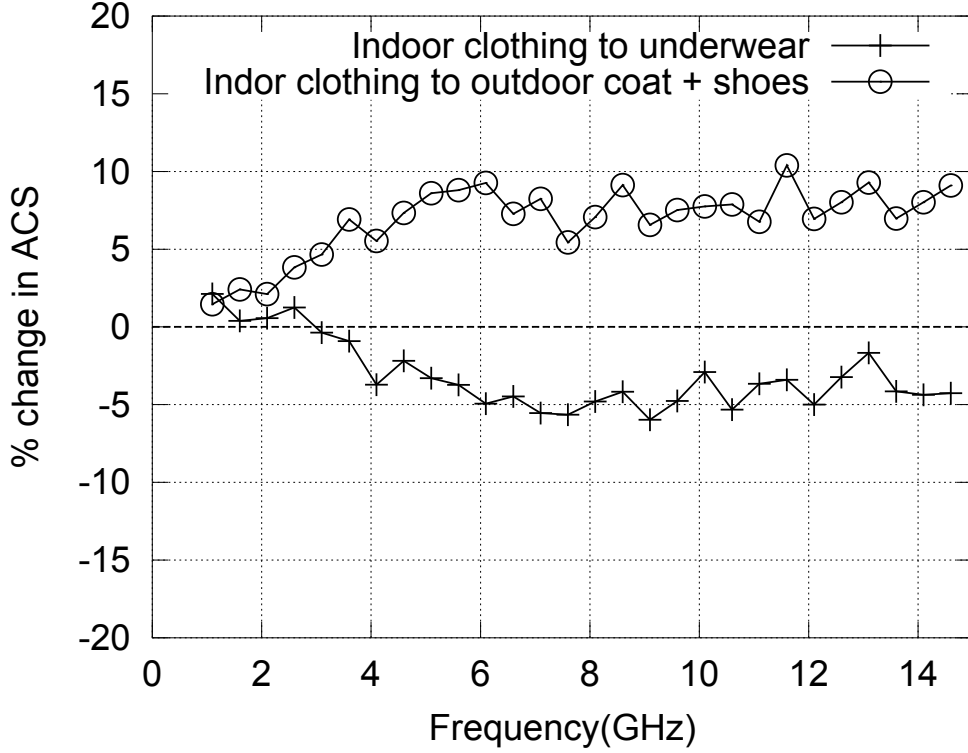 20
15
10
5
0
-5
-10
-15
-20
% change in ACS
Indoor clothing to underwear
Indor clothing to outdoor coat + shoes
0 2 4 6 8 10 12 14
Frequency(GHz)